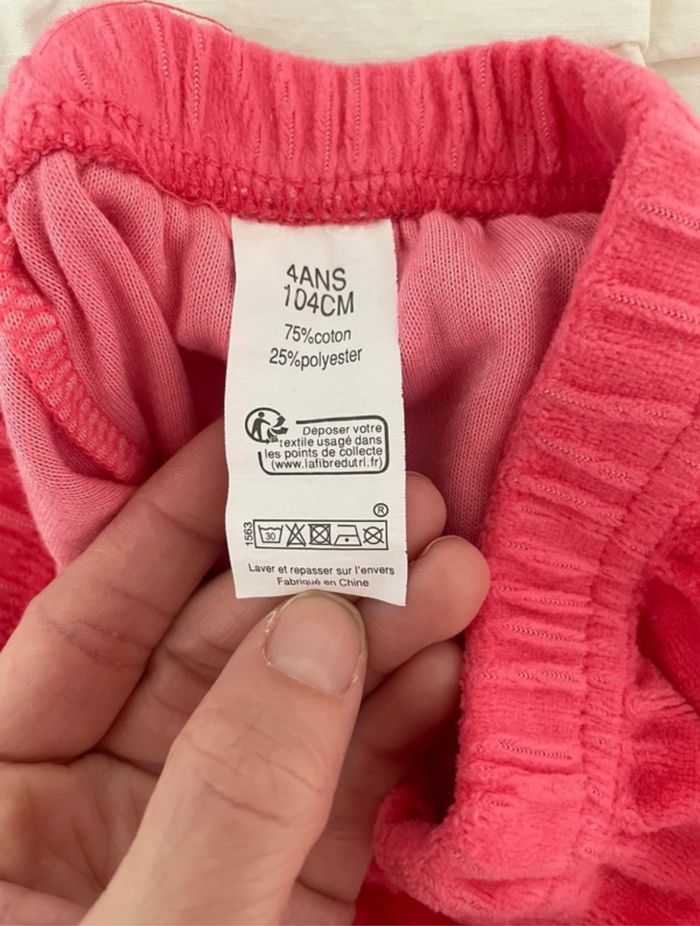 4ANS
104CM
75%coton
25%polyester
Déposer votre
textile usagé dans
les points de collecte
(www.lafibredutri.fr)
®
1563
30
Laver et repasser sur l'envers
Fabriqué en Chine